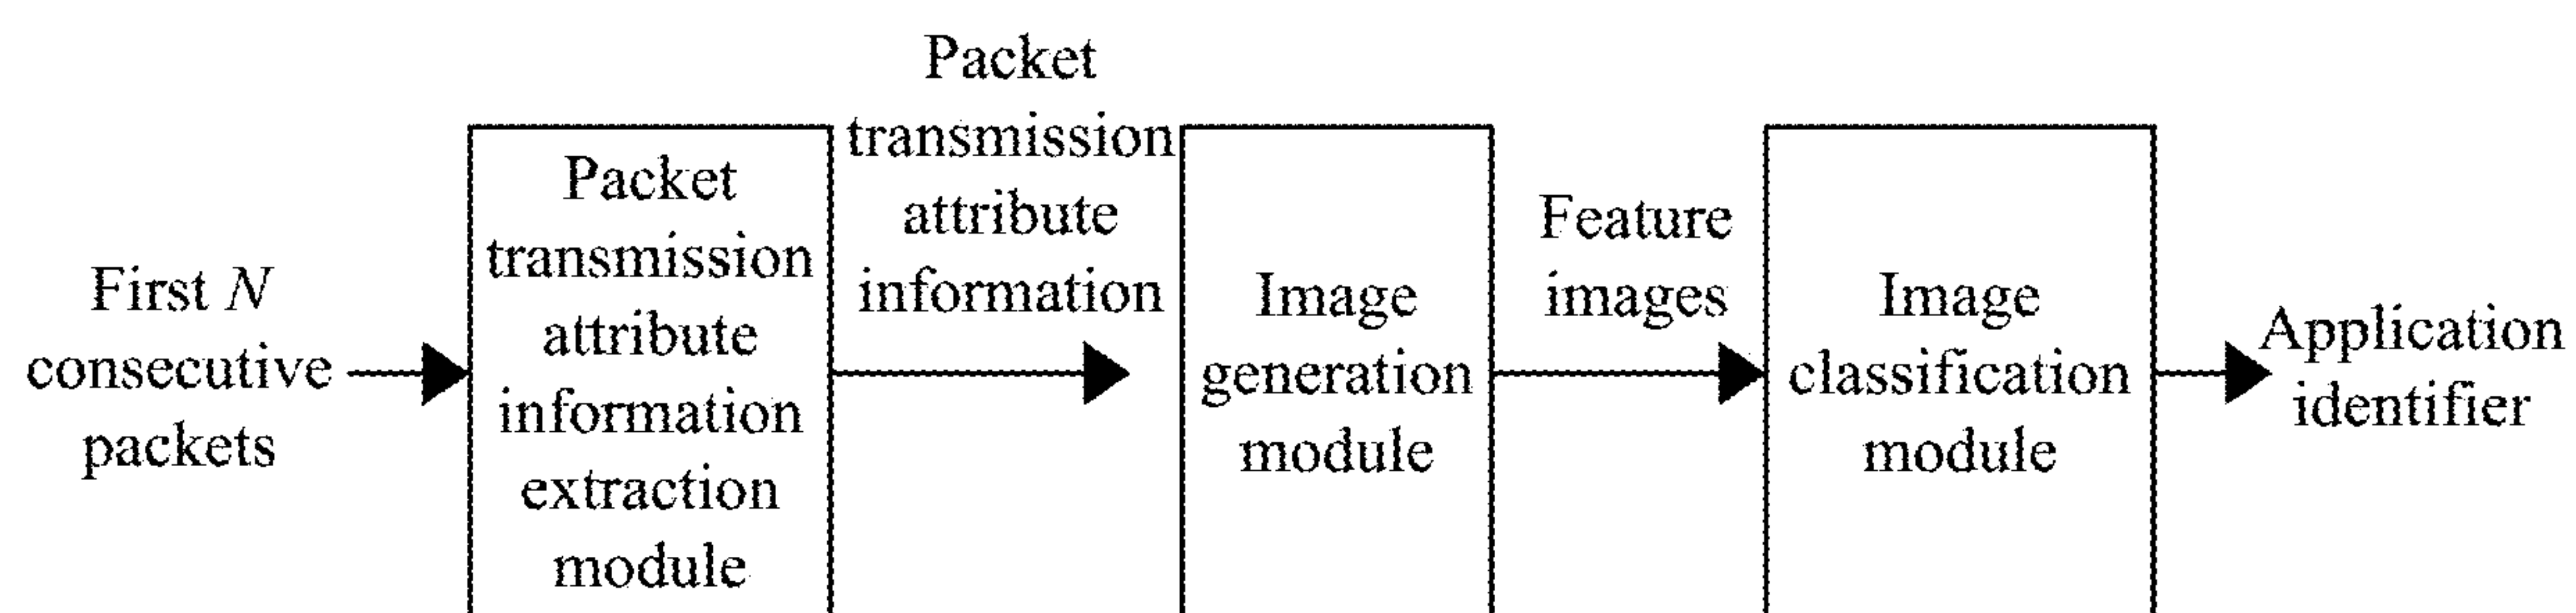 First N
consecutive
packets
Packet
transmission
attribute
information
extraction
module
Packet
transmission
attribute
information
Image
generation
module
Feature
images
Image
classification
module
Application
identifier